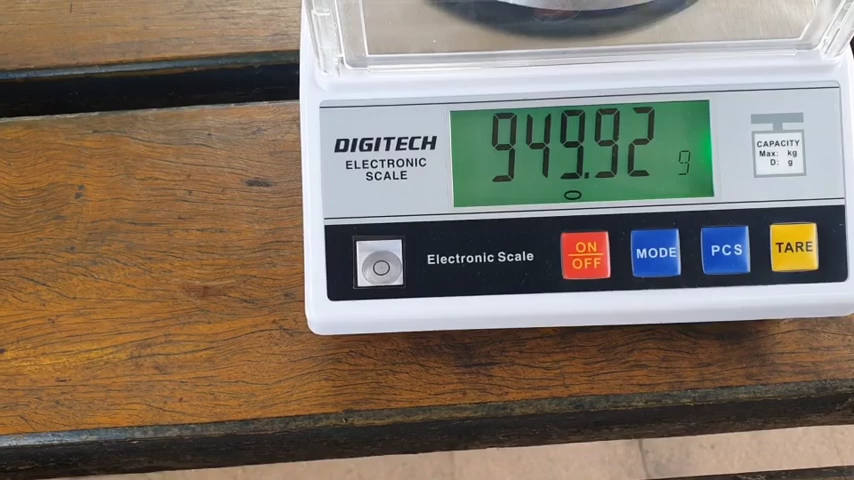 DIGITECH
ELECTRONIC
SCALE
949.92 g
CAPACITY
Max: kg
D: g
Electronic Scale
ON
OFF
MODE
PCS
TARE